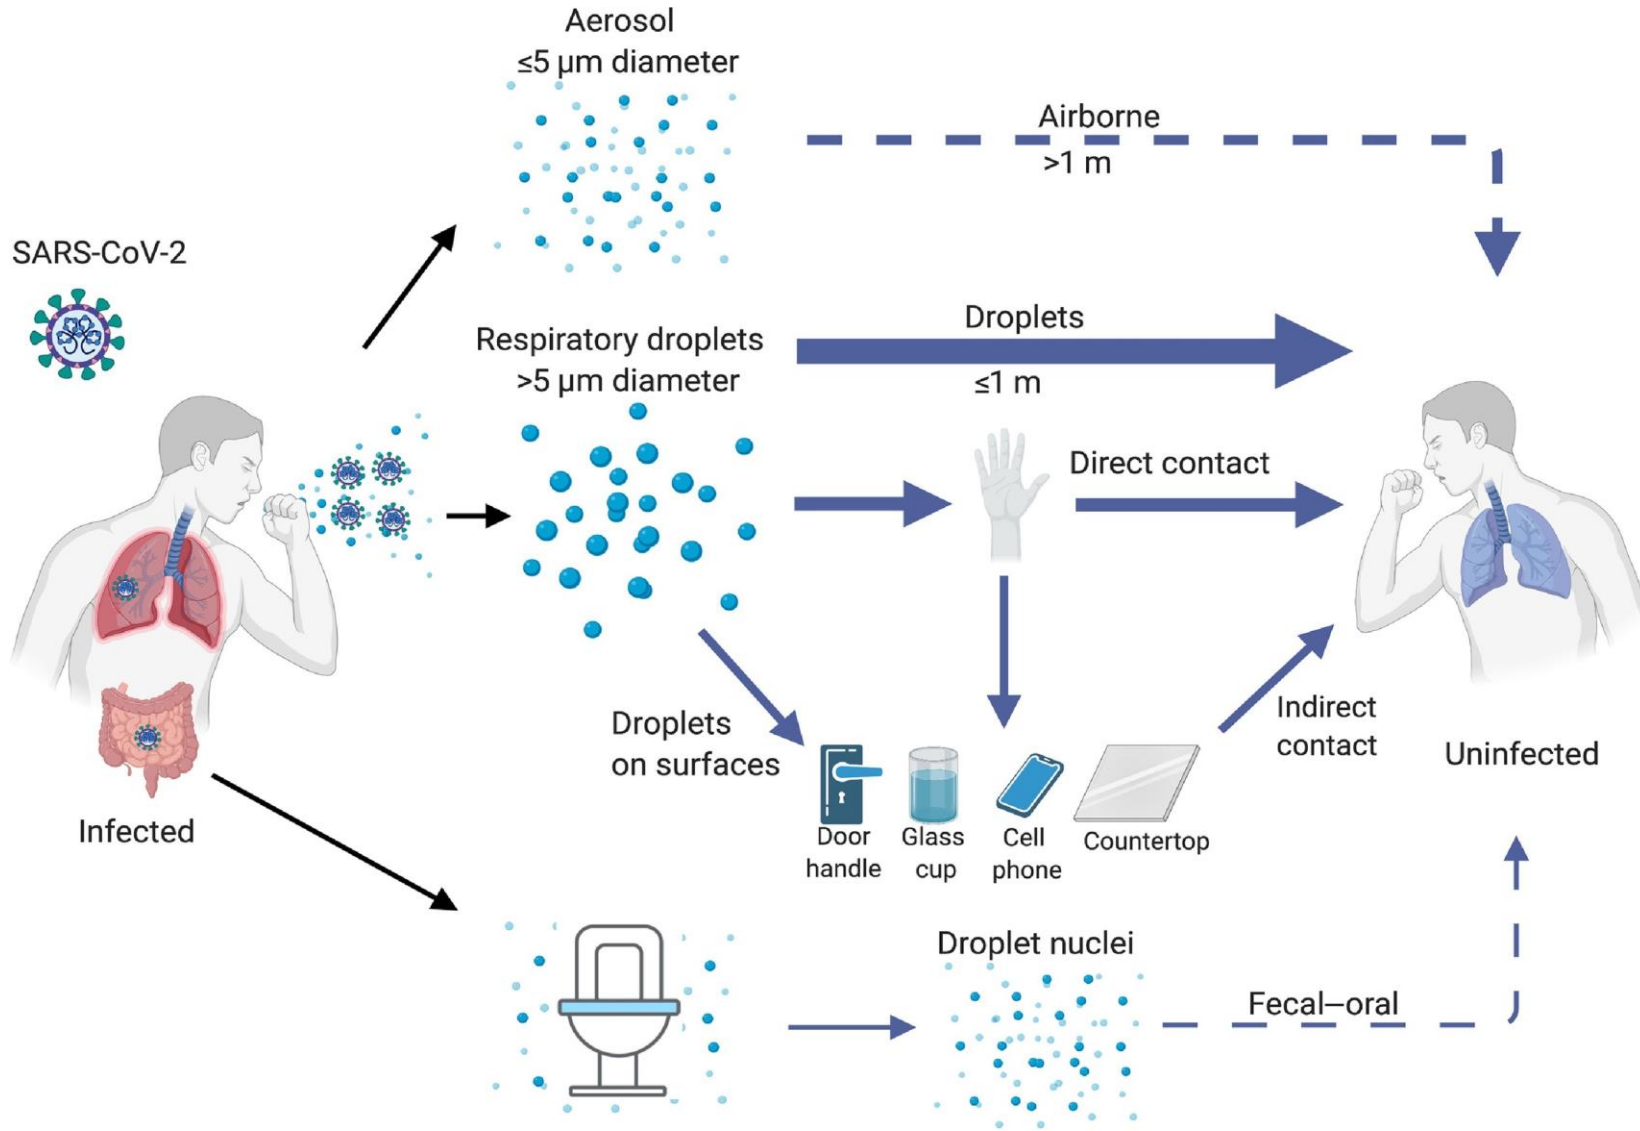 Aerosol
≤5 μm diameter
Airborne
>1 m
SARS-CoV-2
Droplets
≤1 m
Respiratory droplets
>5 μm diameter
Direct contact
Droplets
on surfaces
Indirect
contact
Uninfected
Infected
Door
handle
Glass
cup
Cell
phone
Countertop
Droplet nuclei
Fecal–oral